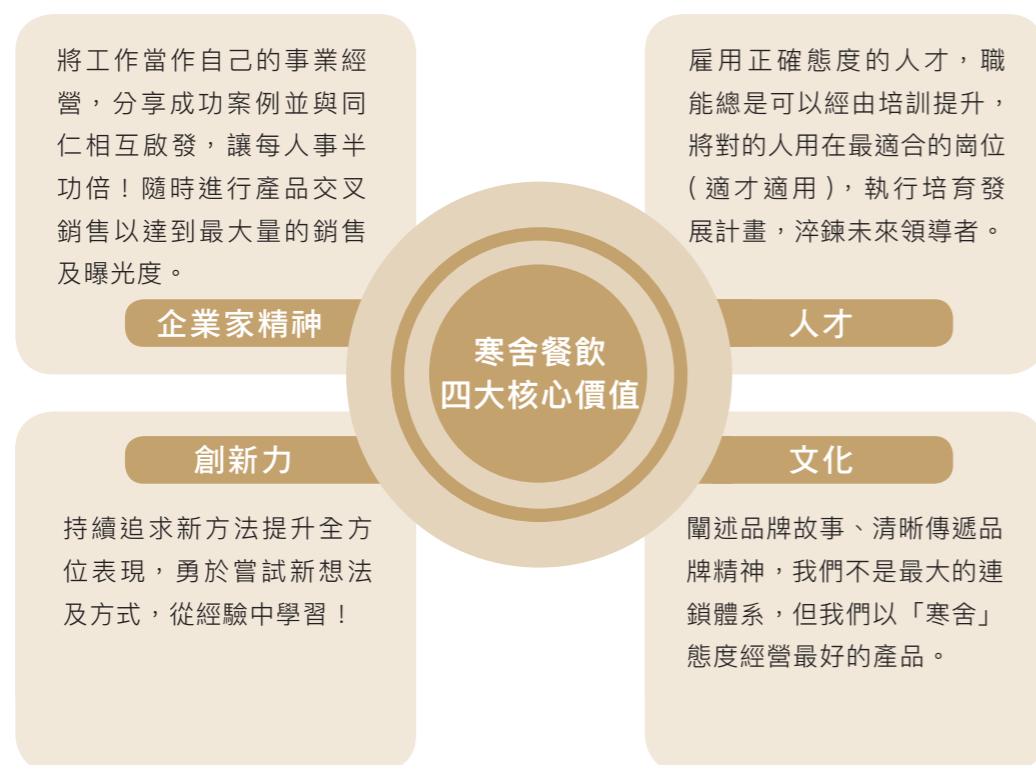 將工作當作自己的事業經
營，分享成功案例並與同
仁相互啟發，讓每人事半
功倍！隨時進行產品交叉
銷售以達到最大量的銷售
及曝光度。
企業家精神
雇用正確態度的人才，職
能總是可以經由培訓提升，
將對的人用在最適合的崗位
( 適才適用 )，執行培育發
展計畫，淬鍊未來領導者。
人才
寒舍餐飲
四大核心價值
創新力
持續追求新方法提升全方
位表現，勇於嘗試新想法
及方式，從經驗中學習！
文化
闡述品牌故事、清晰傳遞品
牌精神，我們不是最大的連
鎖體系，但我們以「寒舍」
態度經營最好的產品。